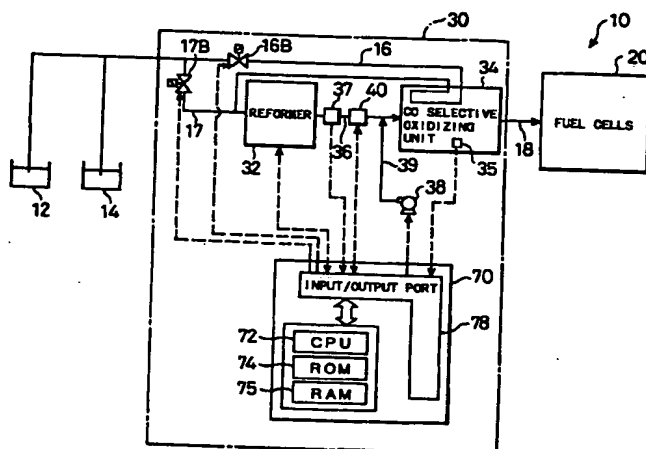 30
10
17B
16B
16
34
20
37
40
REFORMER
CO SELECTIVE
OXIDIZING
UNIT
FUEL CELLS
17
36
35
18
32
39
38
12
14
INPUT/OUTPUT PORT
70
72
CPU
78
74
ROM
75
RAM